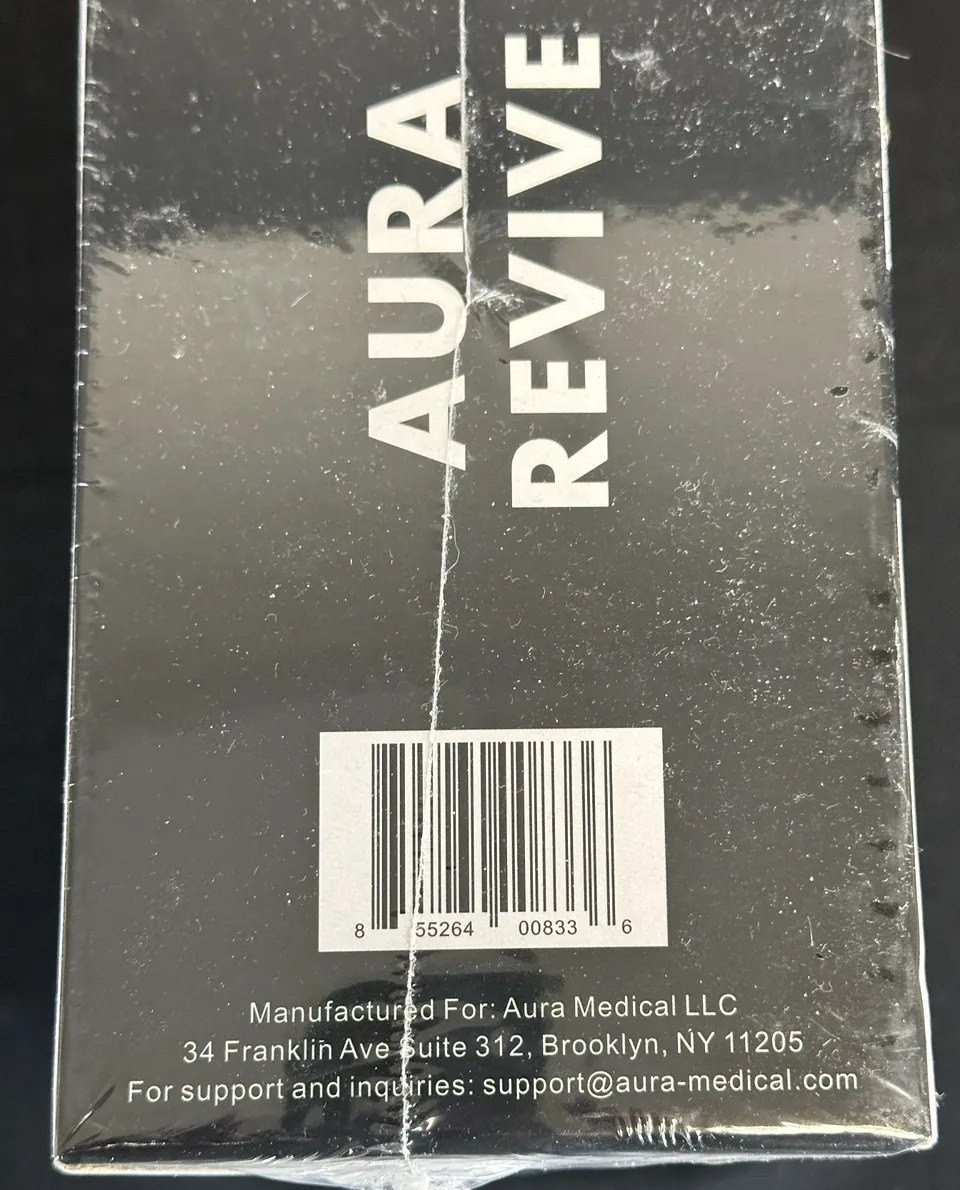 AURA
REVIVE
8 55264 00833 6
Manufactured For: Aura Medical LLC
34 Franklin Ave Suite 312, Brooklyn, NY 11205
For support and inquiries: support@aura-medical.com